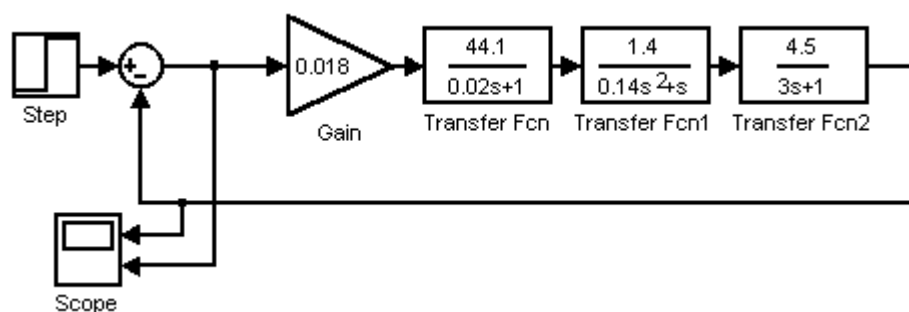 Step
+
-
0.018
Gain
44.1
0.02s+1
Transfer Fcn
1.4
0.14s²+s
Transfer Fcn1
4.5
3s+1
Transfer Fcn2
Scope